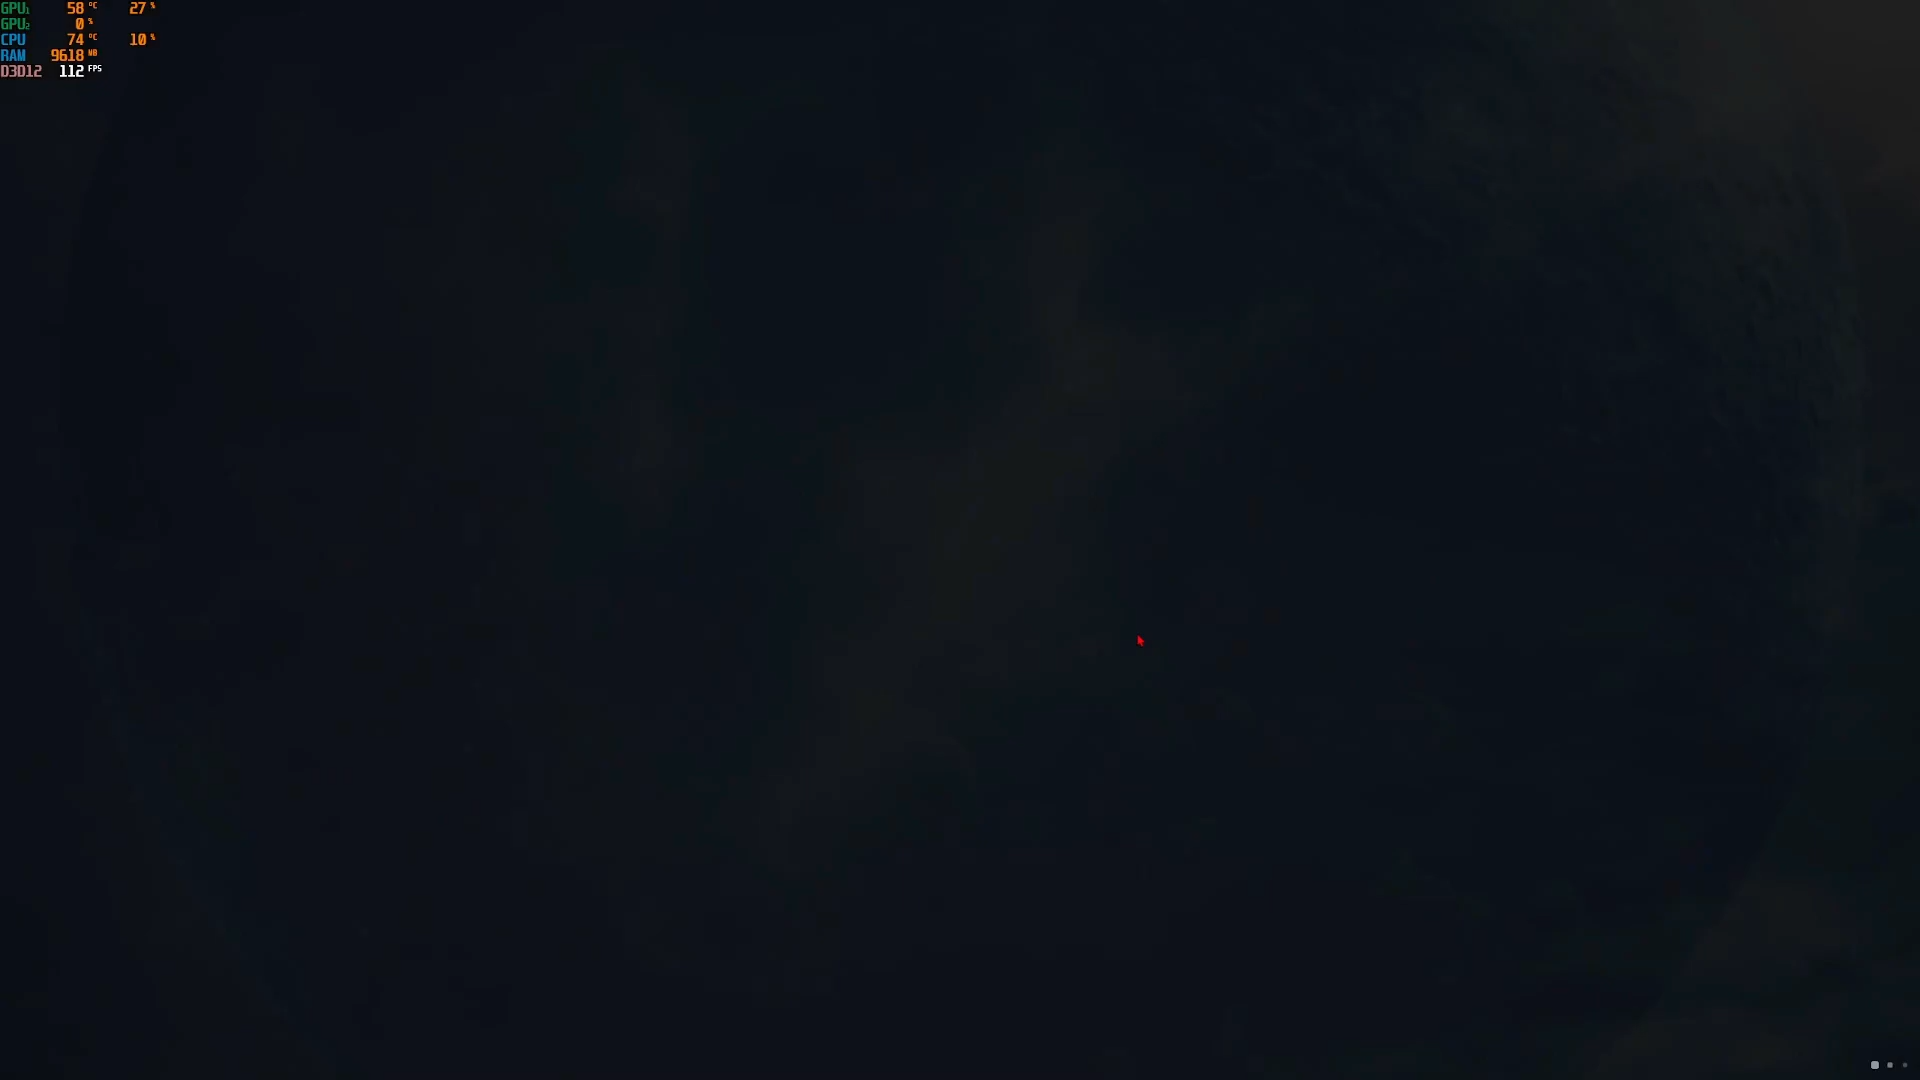 GPU1 58 °C 27 %
GPU2 0 %
CPU 74 °C 10 %
RAM 9618 MB
D3D12 112 FPS